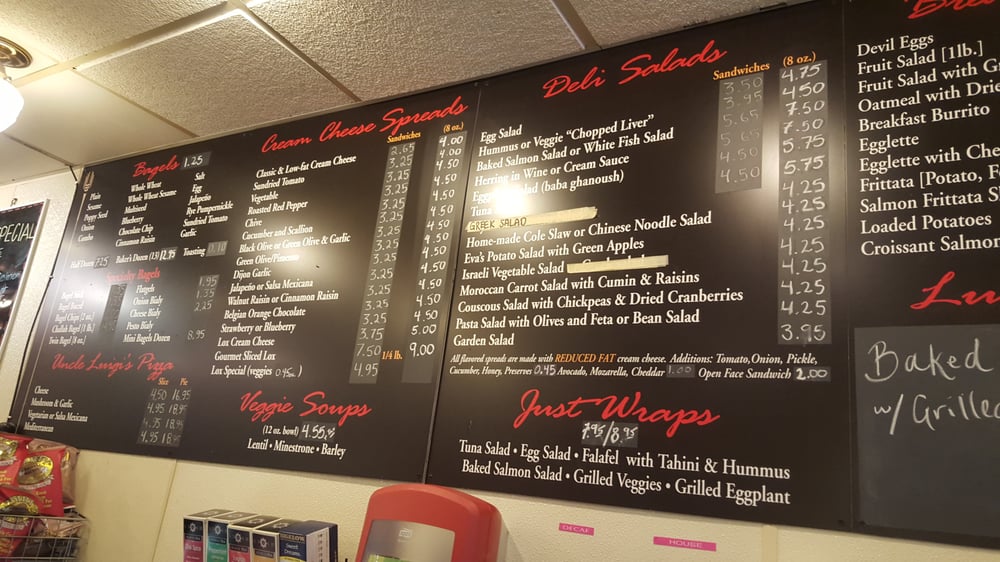 SPECIAL
Bagels 1.25
Plain
Sesame
Poppy Seed
Onion
Combo
Whole Wheat
Whole Wheat Sesame
Multiseed
Blueberry
Chocolate Chip
Cinnamon Raisin
Salt
Egg
Jalapeño
Rye Pumpernickle
Sundried Tomato
Garlic
Half Dozen 7.25 Baker's Dozen (13) 12.95 Toasting 0.10
Specialty Bagels
Bagel Stick
Bagel Baced
Bagel Chips [2 oz.]
Challah Bagel [1 lb.]
Twin Bagel [8 oz.]
Flatgels
Onion Bialy
Cheese Bialy
Pesto Bialy
Mini Bagels Dozen 8.95
1.95
1.35
2.25
Uncle Luigi's Pizza
Slice Pie
Cheese 4.50 16.95
Mushroom & Garlic 4.95 18.95
Vegetarian or Salsa Mexicana 4.95 18.95
Mediterranean 4.95 18.95
Cream Cheese Spreads
Sandwiches (8 oz.)
Classic & Low-fat Cream Cheese 2.65 4.00
Sundried Tomato 3.25 4.50
Vegetable 3.25 4.50
Roasted Red Pepper 3.25 4.50
Chive 3.25 4.50
Cucumber and Scallion 3.25 4.50
Black Olive or Green Olive & Garlic 3.25 4.50
Green Olive/Pimento 3.25 4.50
Dijon Garlic 3.25 4.50
Jalapeño or Salsa Mexicana 3.25 4.50
Walnut Raisin or Cinnamon Raisin 3.25 4.50
Belgian Orange Chocolate 3.25 4.50
Strawberry or Blueberry 3.25 4.50
Lox Cream Cheese 3.75 5.00
Gourmet Sliced Lox 7.50 1/4 lb. 9.00
Lox Special (veggies 0.95) 4.95
Veggie Soups
(12 oz. bowl) 4.55
Lentil • Minestrone • Barley
Deli Salads
Sandwiches (8 oz.)
Egg Salad 3.50 4.75
Hummus or Veggie "Chopped Liver" 3.95 4.50
Baked Salmon Salad or White Fish Salad 5.65 7.50
Herring in Wine or Cream Sauce 5.65 7.50
Salad (baba ghanoush) 4.50 5.75
Tuna 4.50 5.75
GREEK SALAD 4.25
Home-made Cole Slaw or Chinese Noodle Salad 4.25
Eva's Potato Salad with Green Apples 4.25
Israeli Vegetable Salad 4.25
Moroccan Carrot Salad with Cumin & Raisins 4.25
Couscous Salad with Chickpeas & Dried Cranberries 4.25
Pasta Salad with Olives and Feta or Bean Salad 4.25
Garden Salad 3.95
All flavored spreads are made with REDUCED FAT cream cheese. Additions: Tomato, Onion, Pickle,
Cucumber, Honey, Preserves 0.45 Avocado, Mozarella, Cheddar 1.00 Open Face Sandwich 2.00
Just Wraps
7.95/8.95
Tuna Salad • Egg Salad • Falafel with Tahini & Hummus
Baked Salmon Salad • Grilled Veggies • Grilled Eggplant
Devil Eggs
Fruit Salad [1lb.]
Fruit Salad with
Oatmeal with
Breakfast Burrito
Egglette
Egglette with
Frittata [Potato,
Salmon Frittata
Loaded Potatoes
Croissant
Baked
w/
DECAF
HOUSE